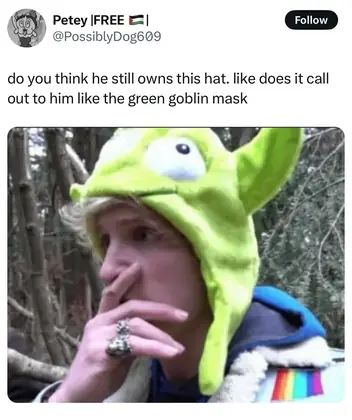 Petey |FREE 🇵🇸|
@PossiblyDog609
Follow
do you think he still owns this hat. like does it call
out to him like the green goblin mask